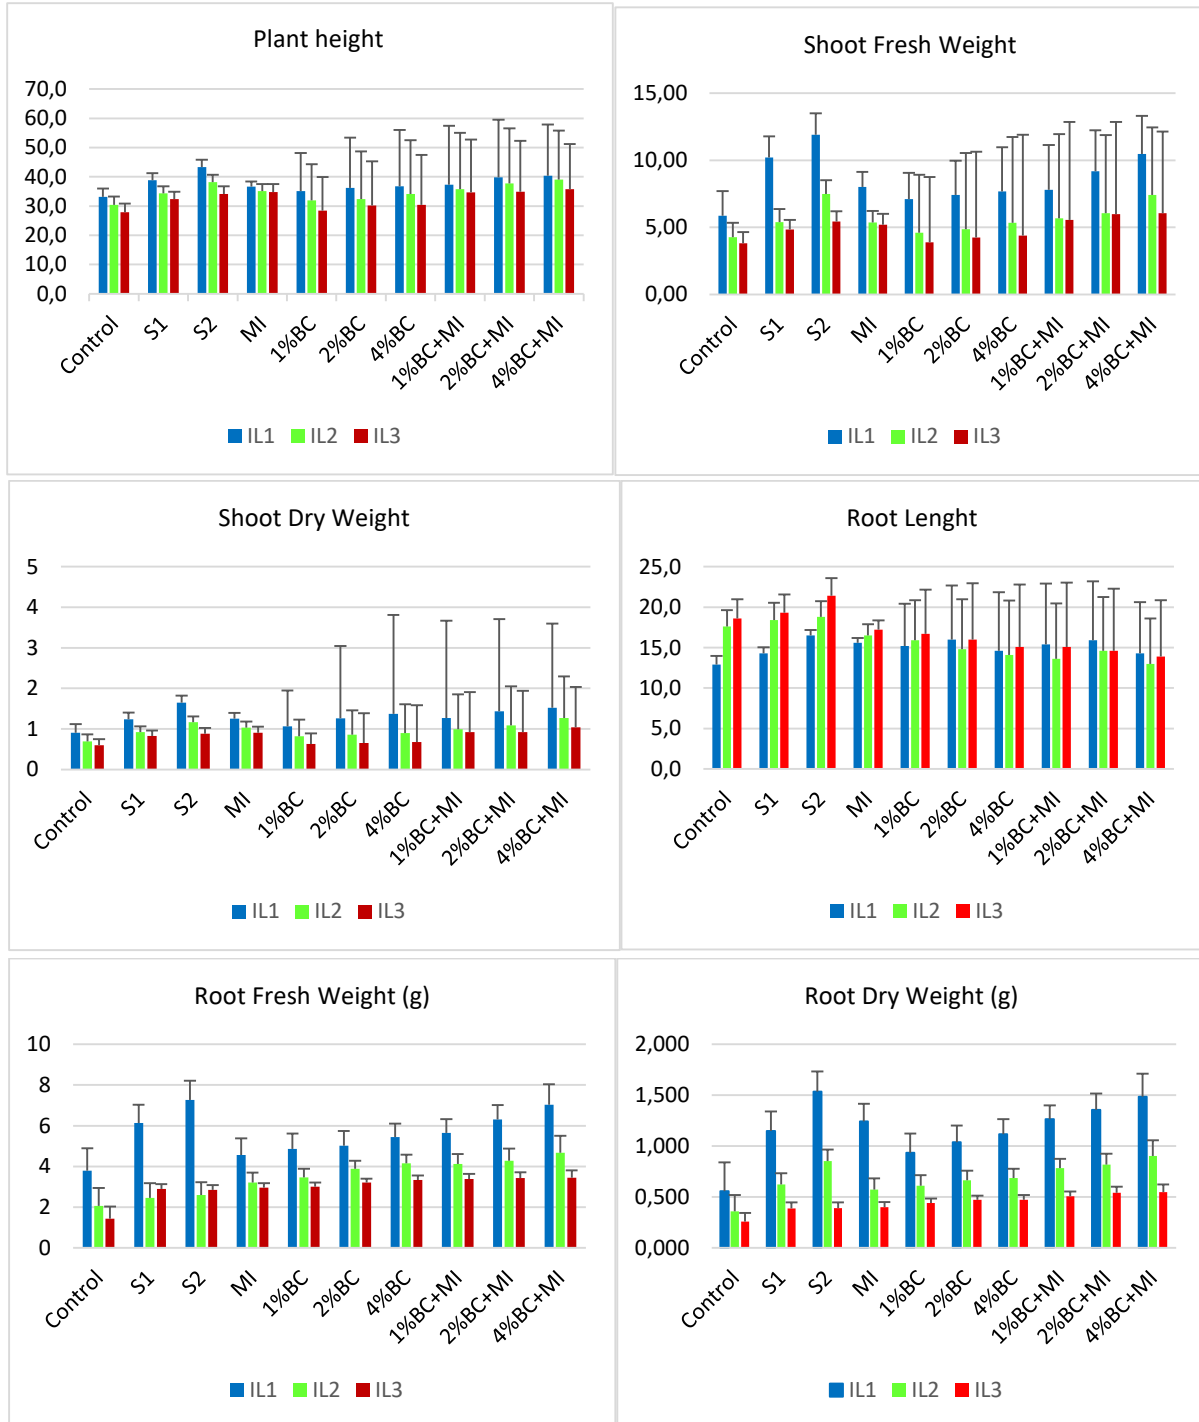 Plant height
70,0
60,0
50,0
40,0
30,0
20,0
10,0
0,0
Control S1 S2 MI 1%BC 2%BC 4%BC 1%BC+MI 2%BC+MI 4%BC+MI
IL1 IL2 IL3
Shoot Fresh Weight
15,00
10,00
5,00
0,00
Control S1 S2 MI 1%BC 2%BC 4%BC 1%BC+MI 2%BC+MI 4%BC+MI
IL1 IL2 IL3
Shoot Dry Weight
5
4
3
2
1
0
Control S1 S2 MI 1%BC 2%BC 4%BC 1%BC+MI 2%BC+MI 4%BC+MI
IL1 IL2 IL3
Root Lenght
25,0
20,0
15,0
10,0
5,0
0,0
Control S1 S2 MI 1%BC 2%BC 4%BC 1%BC+MI 2%BC+MI 4%BC+MI
IL1 IL2 IL3
Root Fresh Weight (g)
10
8
6
4
2
0
Control S1 S2 MI 1%BC 2%BC 4%BC 1%BC+MI 2%BC+MI 4%BC+MI
IL1 IL2 IL3
Root Dry Weight (g)
2,000
1,500
1,000
0,500
0,000
Control S1 S2 MI 1%BC 2%BC 4%BC 1%BC+MI 2%BC+MI 4%BC+MI
IL1 IL2 IL3